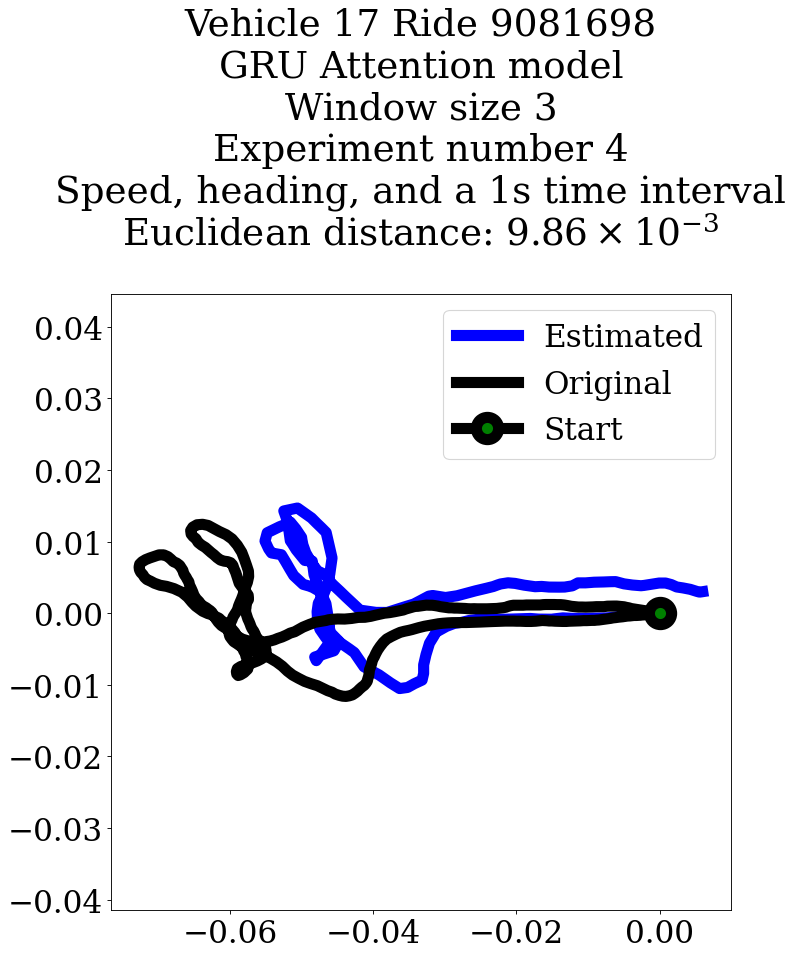 Vehicle 17 Ride 9081698
GRU Attention model
Window size 3
Experiment number 4
Speed, heading, and a 1s time interval
Euclidean distance: 9.86 × 10⁻³
Estimated
Original
Start
0.04
0.03
0.02
0.01
0.00
−0.01
−0.02
−0.03
−0.04
−0.06
−0.04
−0.02
0.00